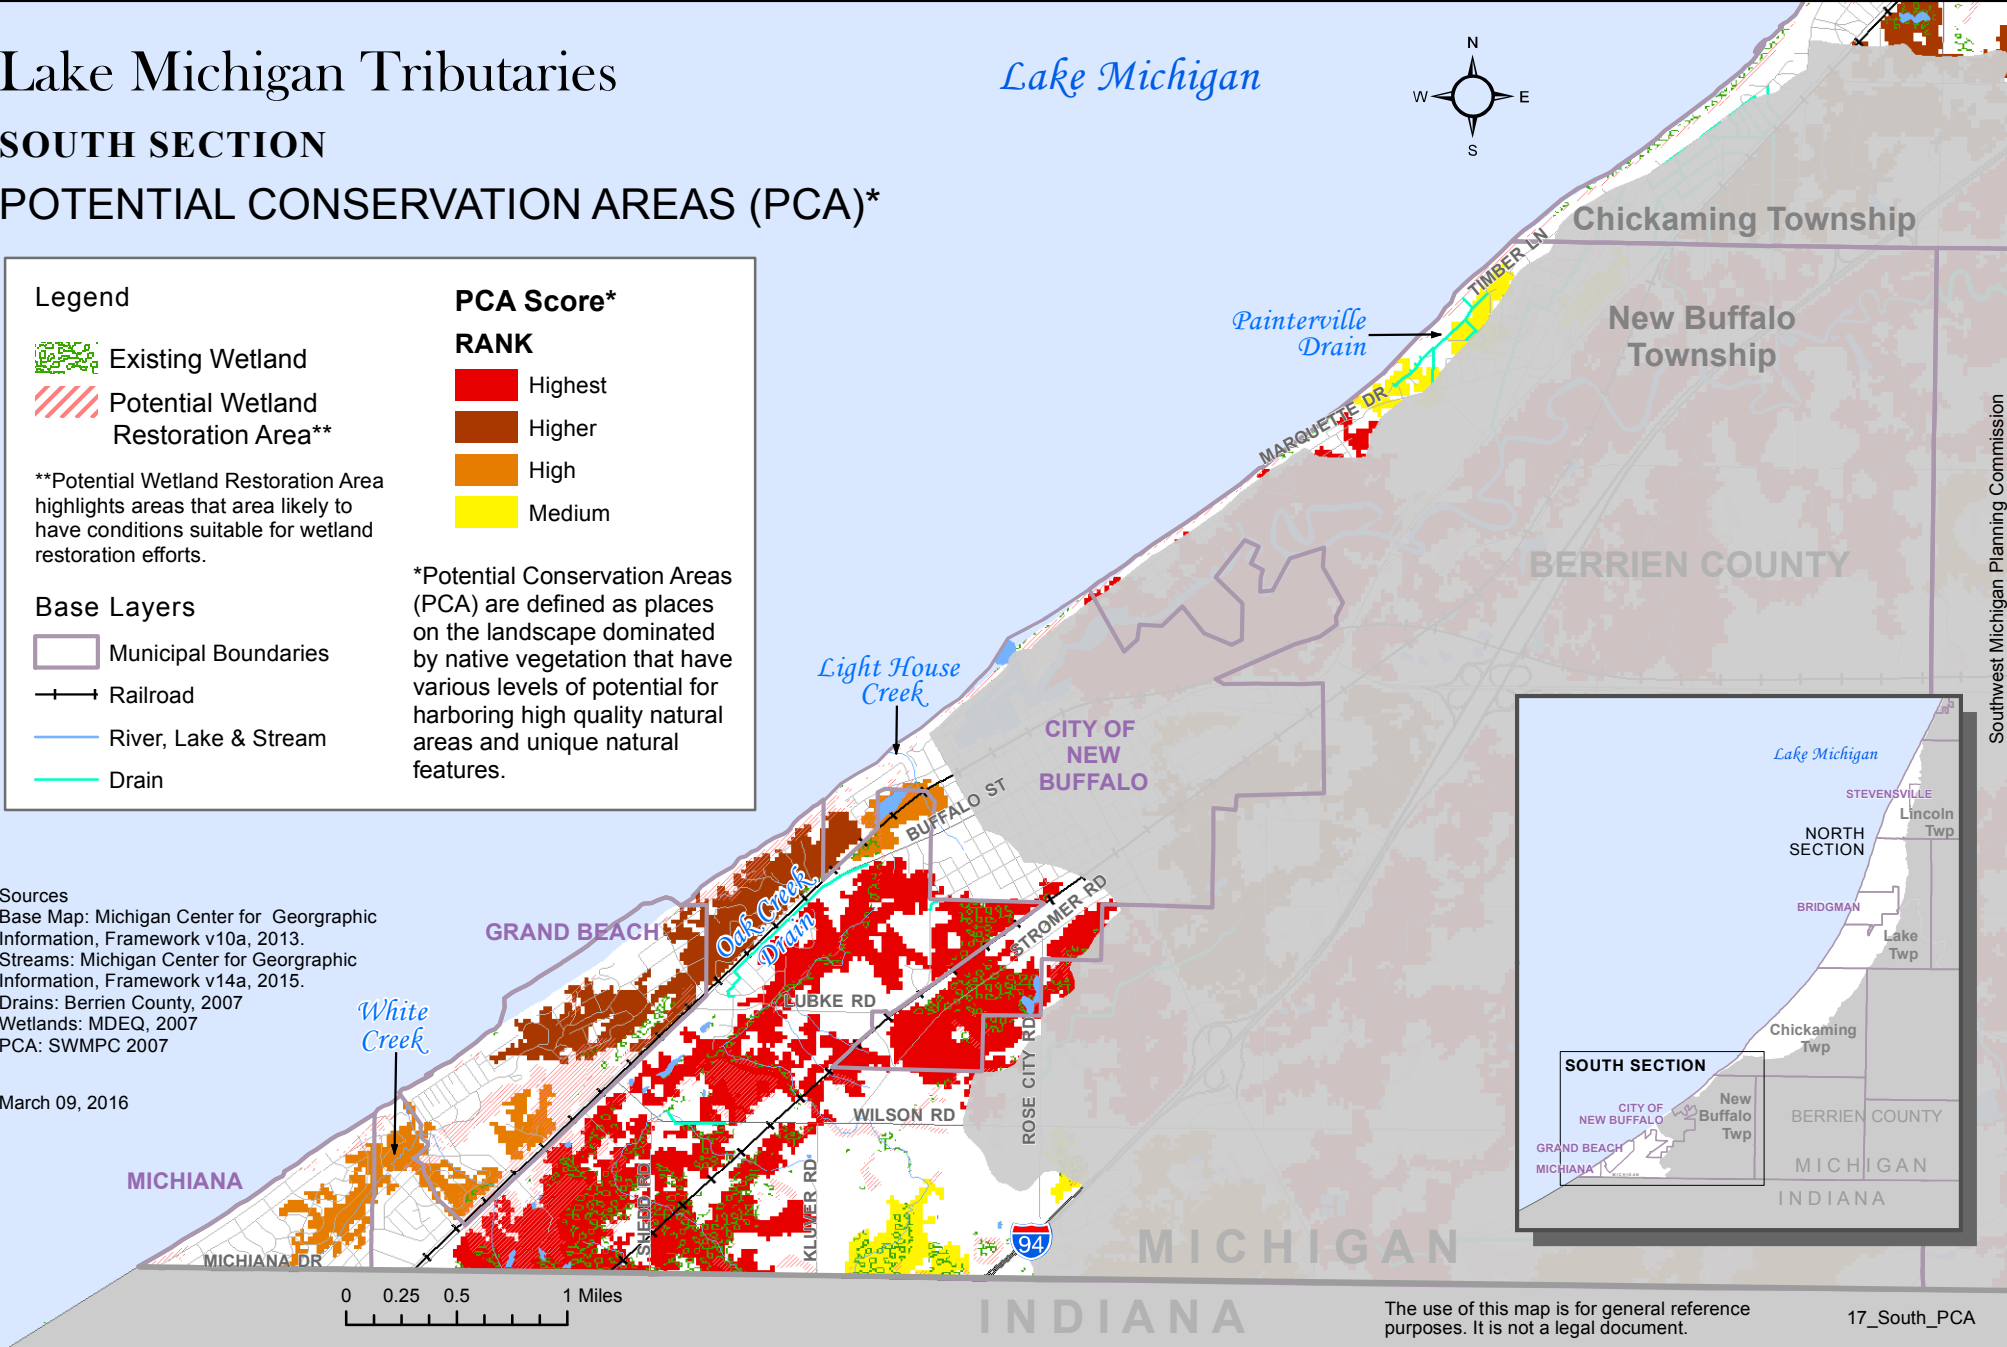 Lake Michigan Tributaries
SOUTH SECTION
POTENTIAL CONSERVATION AREAS (PCA)*
Lake Michigan
N
W
E
S
Legend
Existing Wetland
Potential Wetland
Restoration Area**
**Potential Wetland Restoration Area
highlights areas that area likely to
have conditions suitable for wetland
restoration efforts.
Base Layers
Municipal Boundaries
Railroad
River, Lake & Stream
Drain
PCA Score*
RANK
Highest
Higher
High
Medium
*Potential Conservation Areas
(PCA) are defined as places
on the landscape dominated
by native vegetation that have
various levels of potential for
harboring high quality natural
areas and unique natural
features.
Chickaming Township
TIMBER LN
Painterville
Drain
New Buffalo
Township
MARQUETTE DR
BERRIEN COUNTY
Southwest Michigan Planning Commission
Light House
Creek
CITY OF
NEW
BUFFALO
BUFFALO ST
STROMER RD
Oak Creek
Drain
GRAND BEACH
LUBKE RD
White
Creek
WILSON RD
ROSE CITY RD
MICHIANA
SHEDD RD
KLUVER RD
MICHIANA DR
94
MICHIGAN
INDIANA
Sources
Base Map: Michigan Center for Georgraphic
Information, Framework v10a, 2013.
Streams: Michigan Center for Georgraphic
Information, Framework v14a, 2015.
Drains: Berrien County, 2007
Wetlands: MDEQ, 2007
PCA: SWMPC 2007
March 09, 2016
0 0.25 0.5 1 Miles
Lake Michigan
STEVENSVILLE
Lincoln
Twp
NORTH
SECTION
BRIDGMAN
Lake
Twp
Chickaming
Twp
SOUTH SECTION
CITY OF
NEW BUFFALO
New
Buffalo
Twp
BERRIEN COUNTY
GRAND BEACH
MICHIANA
MICHIGAN
MICHIGAN
INDIANA
The use of this map is for general reference
purposes. It is not a legal document.
17_South_PCA